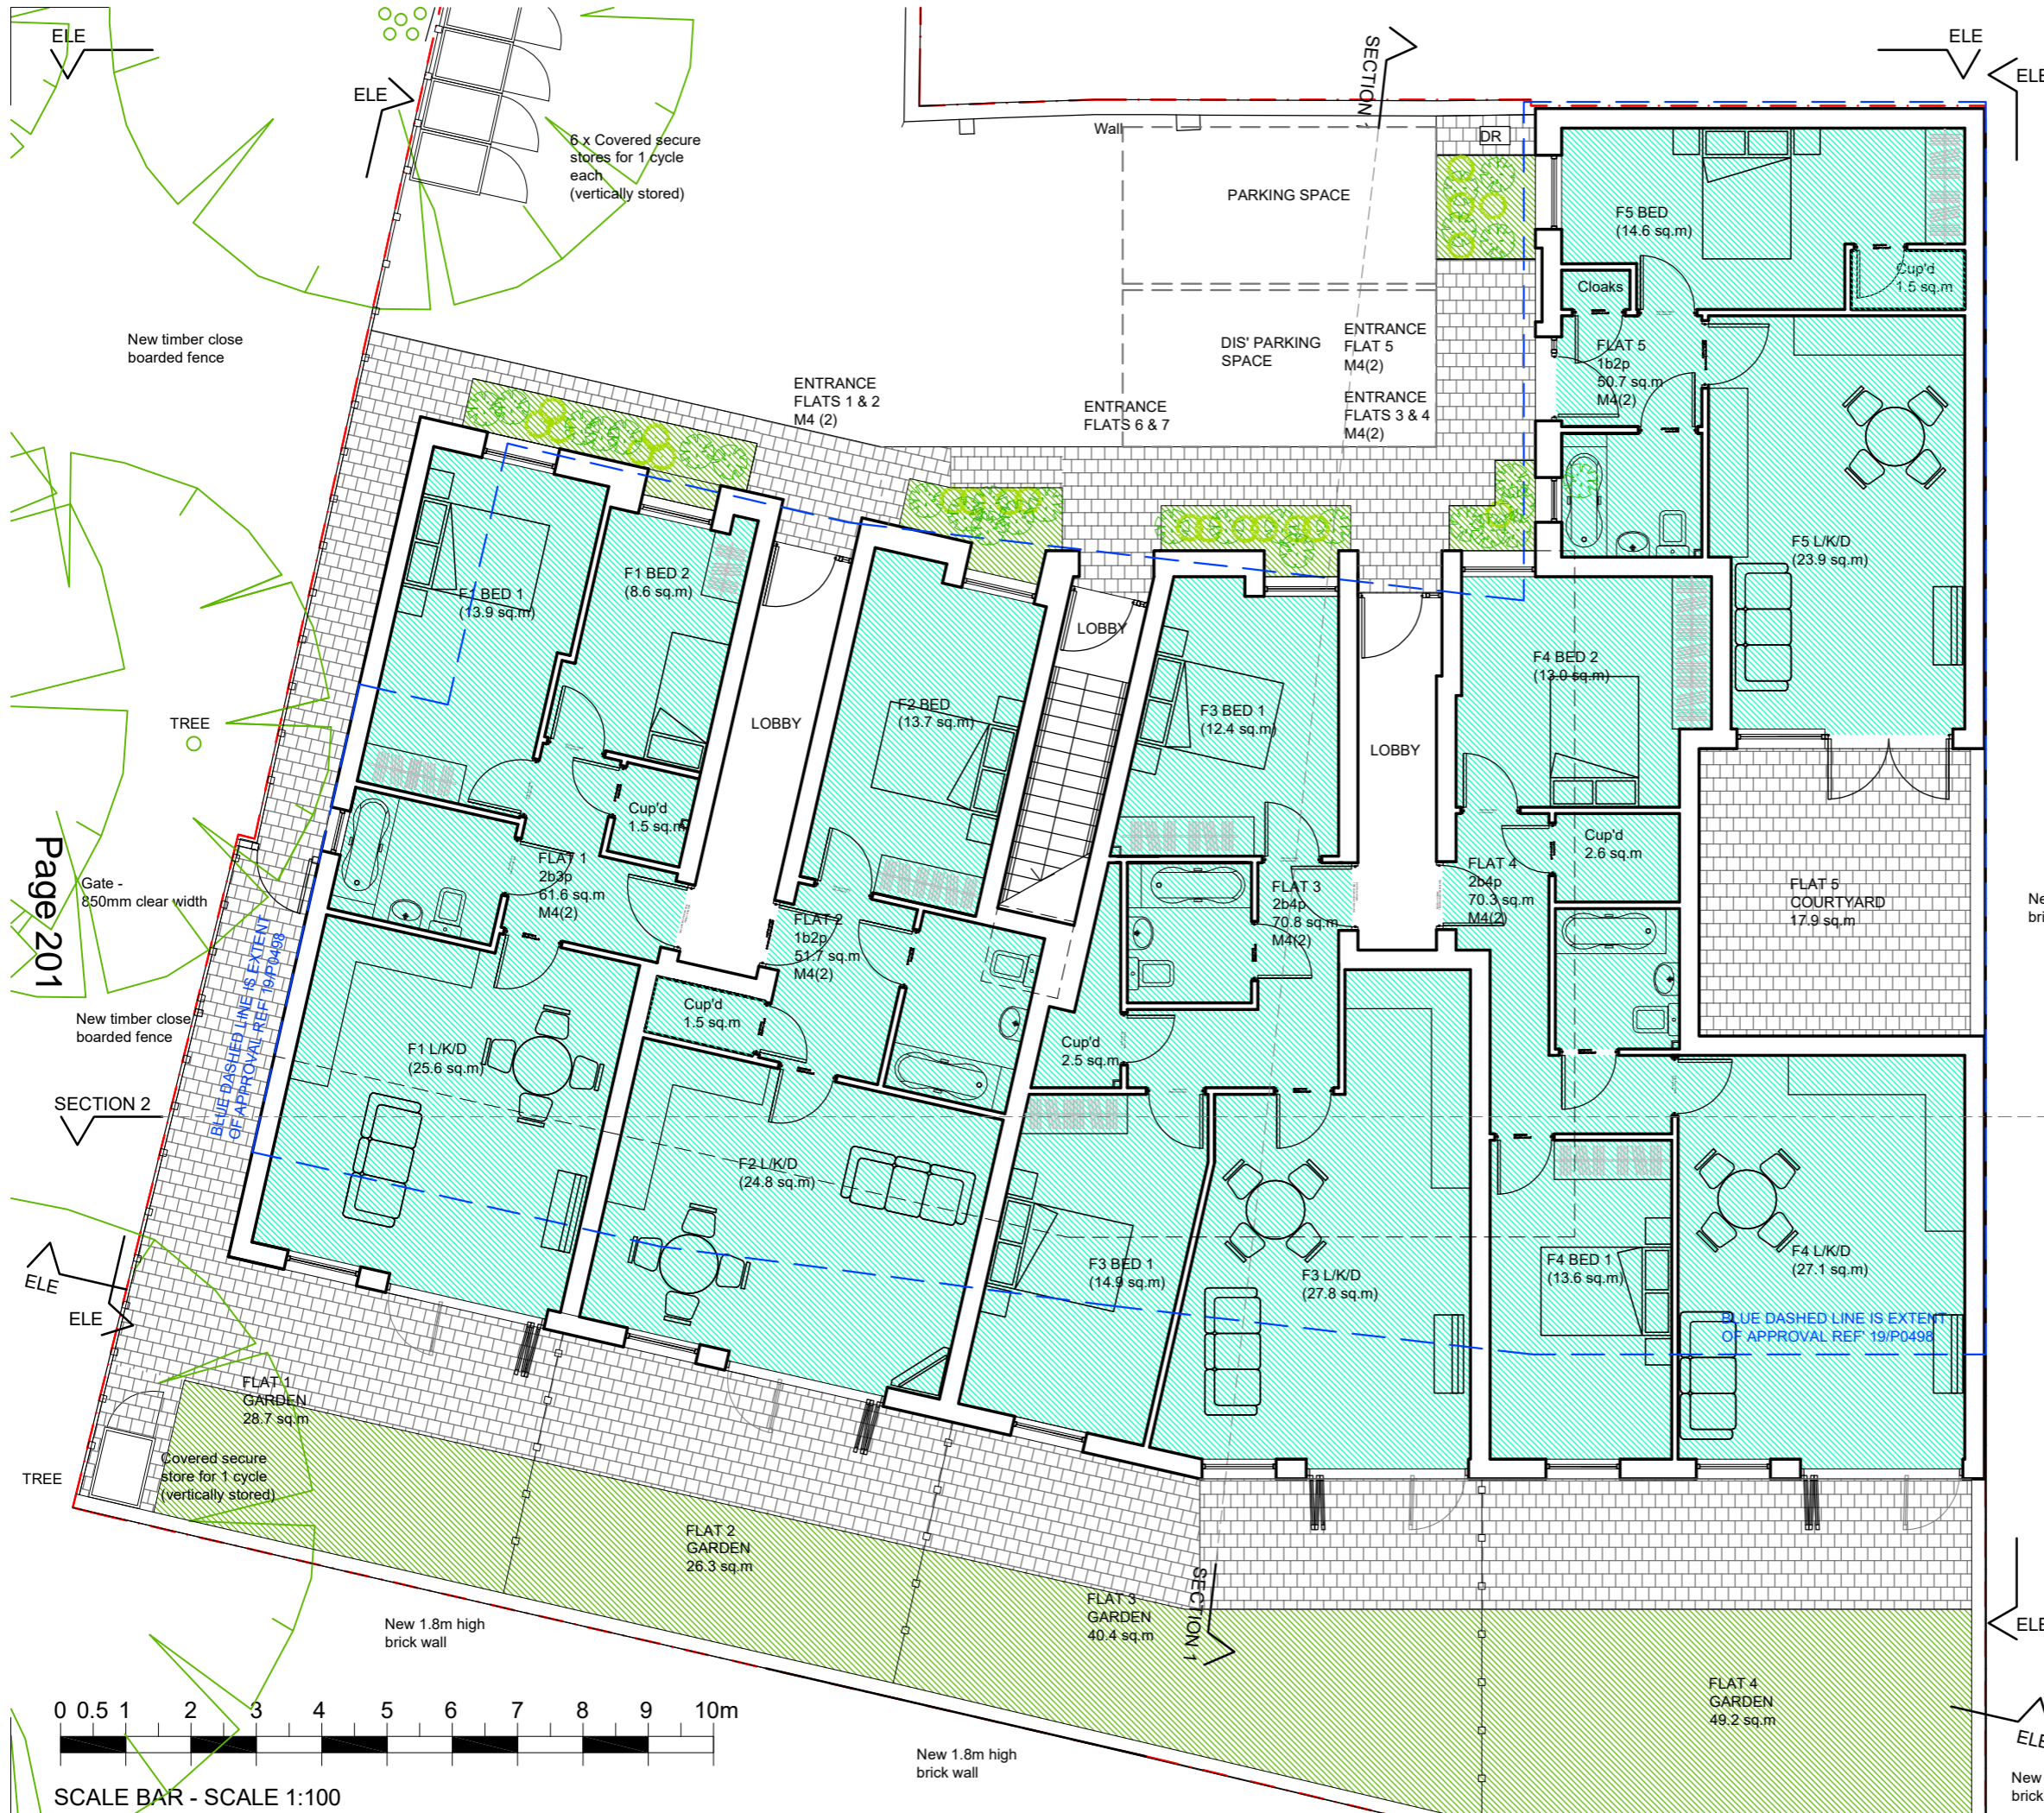 ELE
ELE
6 x Covered secure
stores for 1 cycle
each
(vertically stored)
SECTION 1
ELE
ELE
Wall
DR
PARKING SPACE
F5 BED
(14.6 sq.m)
Cup'd
1.5 sq.m
Cloaks
New timber close
boarded fence
DIS' PARKING
SPACE
ENTRANCE
FLAT 5
M4(2)
FLAT 5
1b2p
50.7 sq.m
M4(2)
ENTRANCE
FLATS 1 & 2
M4 (2)
ENTRANCE
FLATS 6 & 7
ENTRANCE
FLATS 3 & 4
M4(2)
F5 L/K/D
(23.9 sq.m)
F1 BED 1
(13.9 sq.m)
F1 BED 2
(8.6 sq.m)
LOBBY
F4 BED 2
(13.0 sq.m)
TREE
LOBBY
F2 BED
(13.7 sq.m)
F3 BED 1
(12.4 sq.m)
LOBBY
Cup'd
1.5 sq.m
Cup'd
2.6 sq.m
Page 201
Gate -
850mm clear width
FLAT 1
2b3p
61.6 sq.m
M4(2)
FLAT 2
1b2p
51.7 sq.m
M4(2)
FLAT 3
2b4p
70.8 sq.m
M4(2)
FLAT 4
2b4p
70.3 sq.m
M4(2)
FLAT 5
COURTYARD
17.9 sq.m
Ne
bri
BLUE DASHED LINE IS EXTENT
OF APPROVAL REF' 19/P0498
New timber close
boarded fence
Cup'd
1.5 sq.m
Cup'd
2.5 sq.m
F1 L/K/D
(25.6 sq.m)
SECTION 2
F2 L/K/D
(24.8 sq.m)
F3 BED 1
(14.9 sq.m)
F3 L/K/D
(27.8 sq.m)
F4 BED 1
(13.6 sq.m)
F4 L/K/D
(27.1 sq.m)
BLUE DASHED LINE IS EXTENT
OF APPROVAL REF' 19/P0498
ELE
ELE
FLAT 1
GARDEN
28.7 sq.m
Covered secure
store for 1 cycle
(vertically stored)
TREE
FLAT 2
GARDEN
26.3 sq.m
FLAT 3
GARDEN
40.4 sq.m
SECTION 1
ELE
New 1.8m high
brick wall
FLAT 4
GARDEN
49.2 sq.m
0 0.5 1 2 3 4 5 6 7 8 9 10m
ELE
New 1.8m high
brick wall
New
brick
SCALE BAR - SCALE 1:100